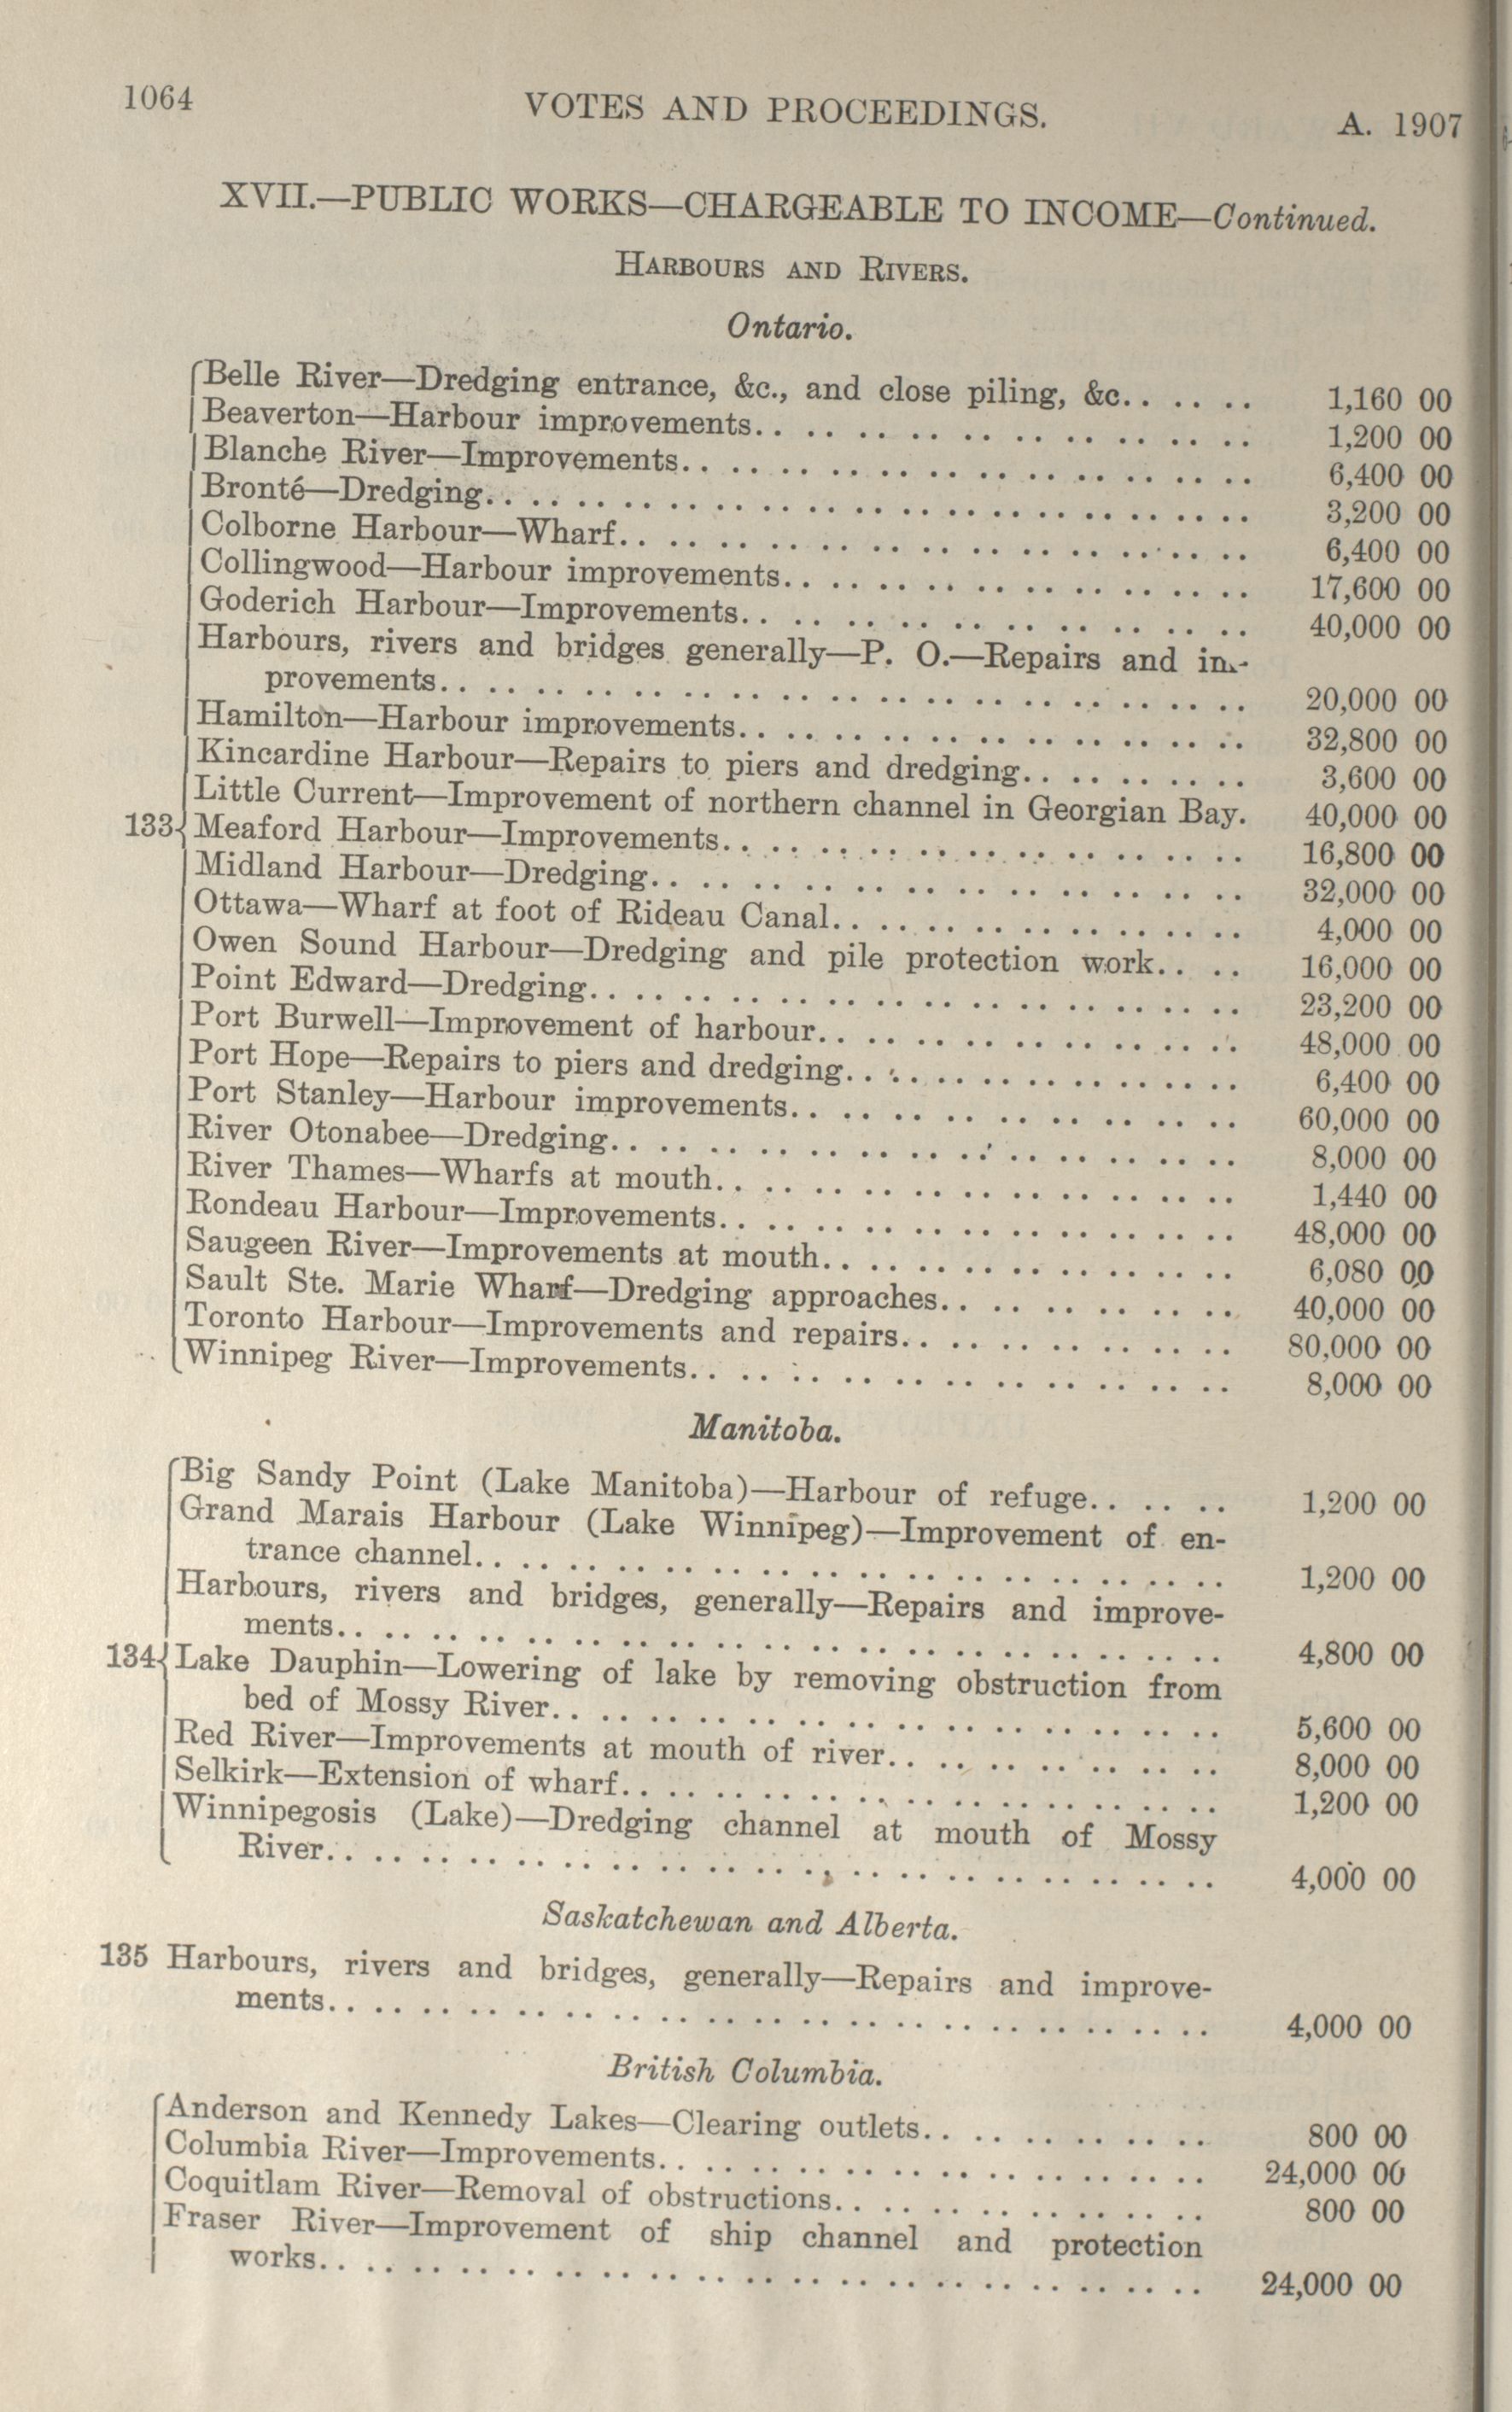 1064 VOTES AND PROCEEDINGS. A. 1907
XVII.—PUBLIC WORKS—CHARGEABLE TO INCOME—Continued.
HARBOURS AND RIVERS.
Ontario.
Belle River—Dredging entrance, &c., and close piling, &c. . . . . . 1,160 00
Beaverton—Harbour improvements. . . . . . 1,200 00
Blanche River—Improvements. . . . . . 6,400 00
Bronté—Dredging. . . . . . 3,200 00
Colborne Harbour—Wharf. . . . . . 6,400 00
Collingwood—Harbour improvements. . . . . . 17,600 00
Goderich Harbour—Improvements. . . . . . 40,000 00
Harbours, rivers and bridges generally—P. O.—Repairs and im-
provements. . . . . . 20,000 00
Hamilton—Harbour improvements. . . . . . 32,800 00
Kincardine Harbour—Repairs to piers and dredging. . . . . . 3,600 00
Little Current—Improvement of northern channel in Georgian Bay. 40,000 00
133 Meaford Harbour—Improvements. . . . . . 16,800 00
Midland Harbour—Dredging. . . . . . 32,000 00
Ottawa—Wharf at foot of Rideau Canal. . . . . . 4,000 00
Owen Sound Harbour—Dredging and pile protection work. . . . 16,000 00
Point Edward—Dredging. . . . . . 23,200 00
Port Burwell—Improvement of harbour. . . . . . 48,000 00
Port Hope—Repairs to piers and dredging. . . . . . 6,400 00
Port Stanley—Harbour improvements. . . . . . 60,000 00
River Otonabee—Dredging. . . . . . 8,000 00
River Thames—Wharfs at mouth. . . . . . 1,440 00
Rondeau Harbour—Improvements. . . . . . 48,000 00
Saugeen River—Improvements at mouth. . . . . . 6,080 00
Sault Ste. Marie Wharf—Dredging approaches. . . . . . 40,000 00
Toronto Harbour—Improvements and repairs. . . . . . 80,000 00
Winnipeg River—Improvements. . . . . . 8,000 00
Manitoba.
Big Sandy Point (Lake Manitoba)—Harbour of refuge. . . . . . 1,200 00
Grand Marais Harbour (Lake Winnipeg)—Improvement of en-
trance channel. . . . . . 1,200 00
Harbours, rivers and bridges, generally—Repairs and improve-
ments. . . . . . 4,800 00
134 Lake Dauphin—Lowering of lake by removing obstruction from
bed of Mossy River. . . . . . 5,600 00
Red River—Improvements at mouth of river. . . . . . 8,000 00
Selkirk—Extension of wharf. . . . . . 1,200 00
Winnipegosis (Lake)—Dredging channel at mouth of Mossy
River. . . . . . 4,000 00
Saskatchewan and Alberta.
135 Harbours, rivers and bridges, generally—Repairs and improve-
ments. . . . . . 4,000 00
British Columbia.
Anderson and Kennedy Lakes—Clearing outlets. . . . . . 800 00
Columbia River—Improvements. . . . . . 24,000 00
Coquitlam River—Removal of obstructions. . . . . . 800 00
Fraser River—Improvement of ship channel and protection
works. . . . . . 24,000 00